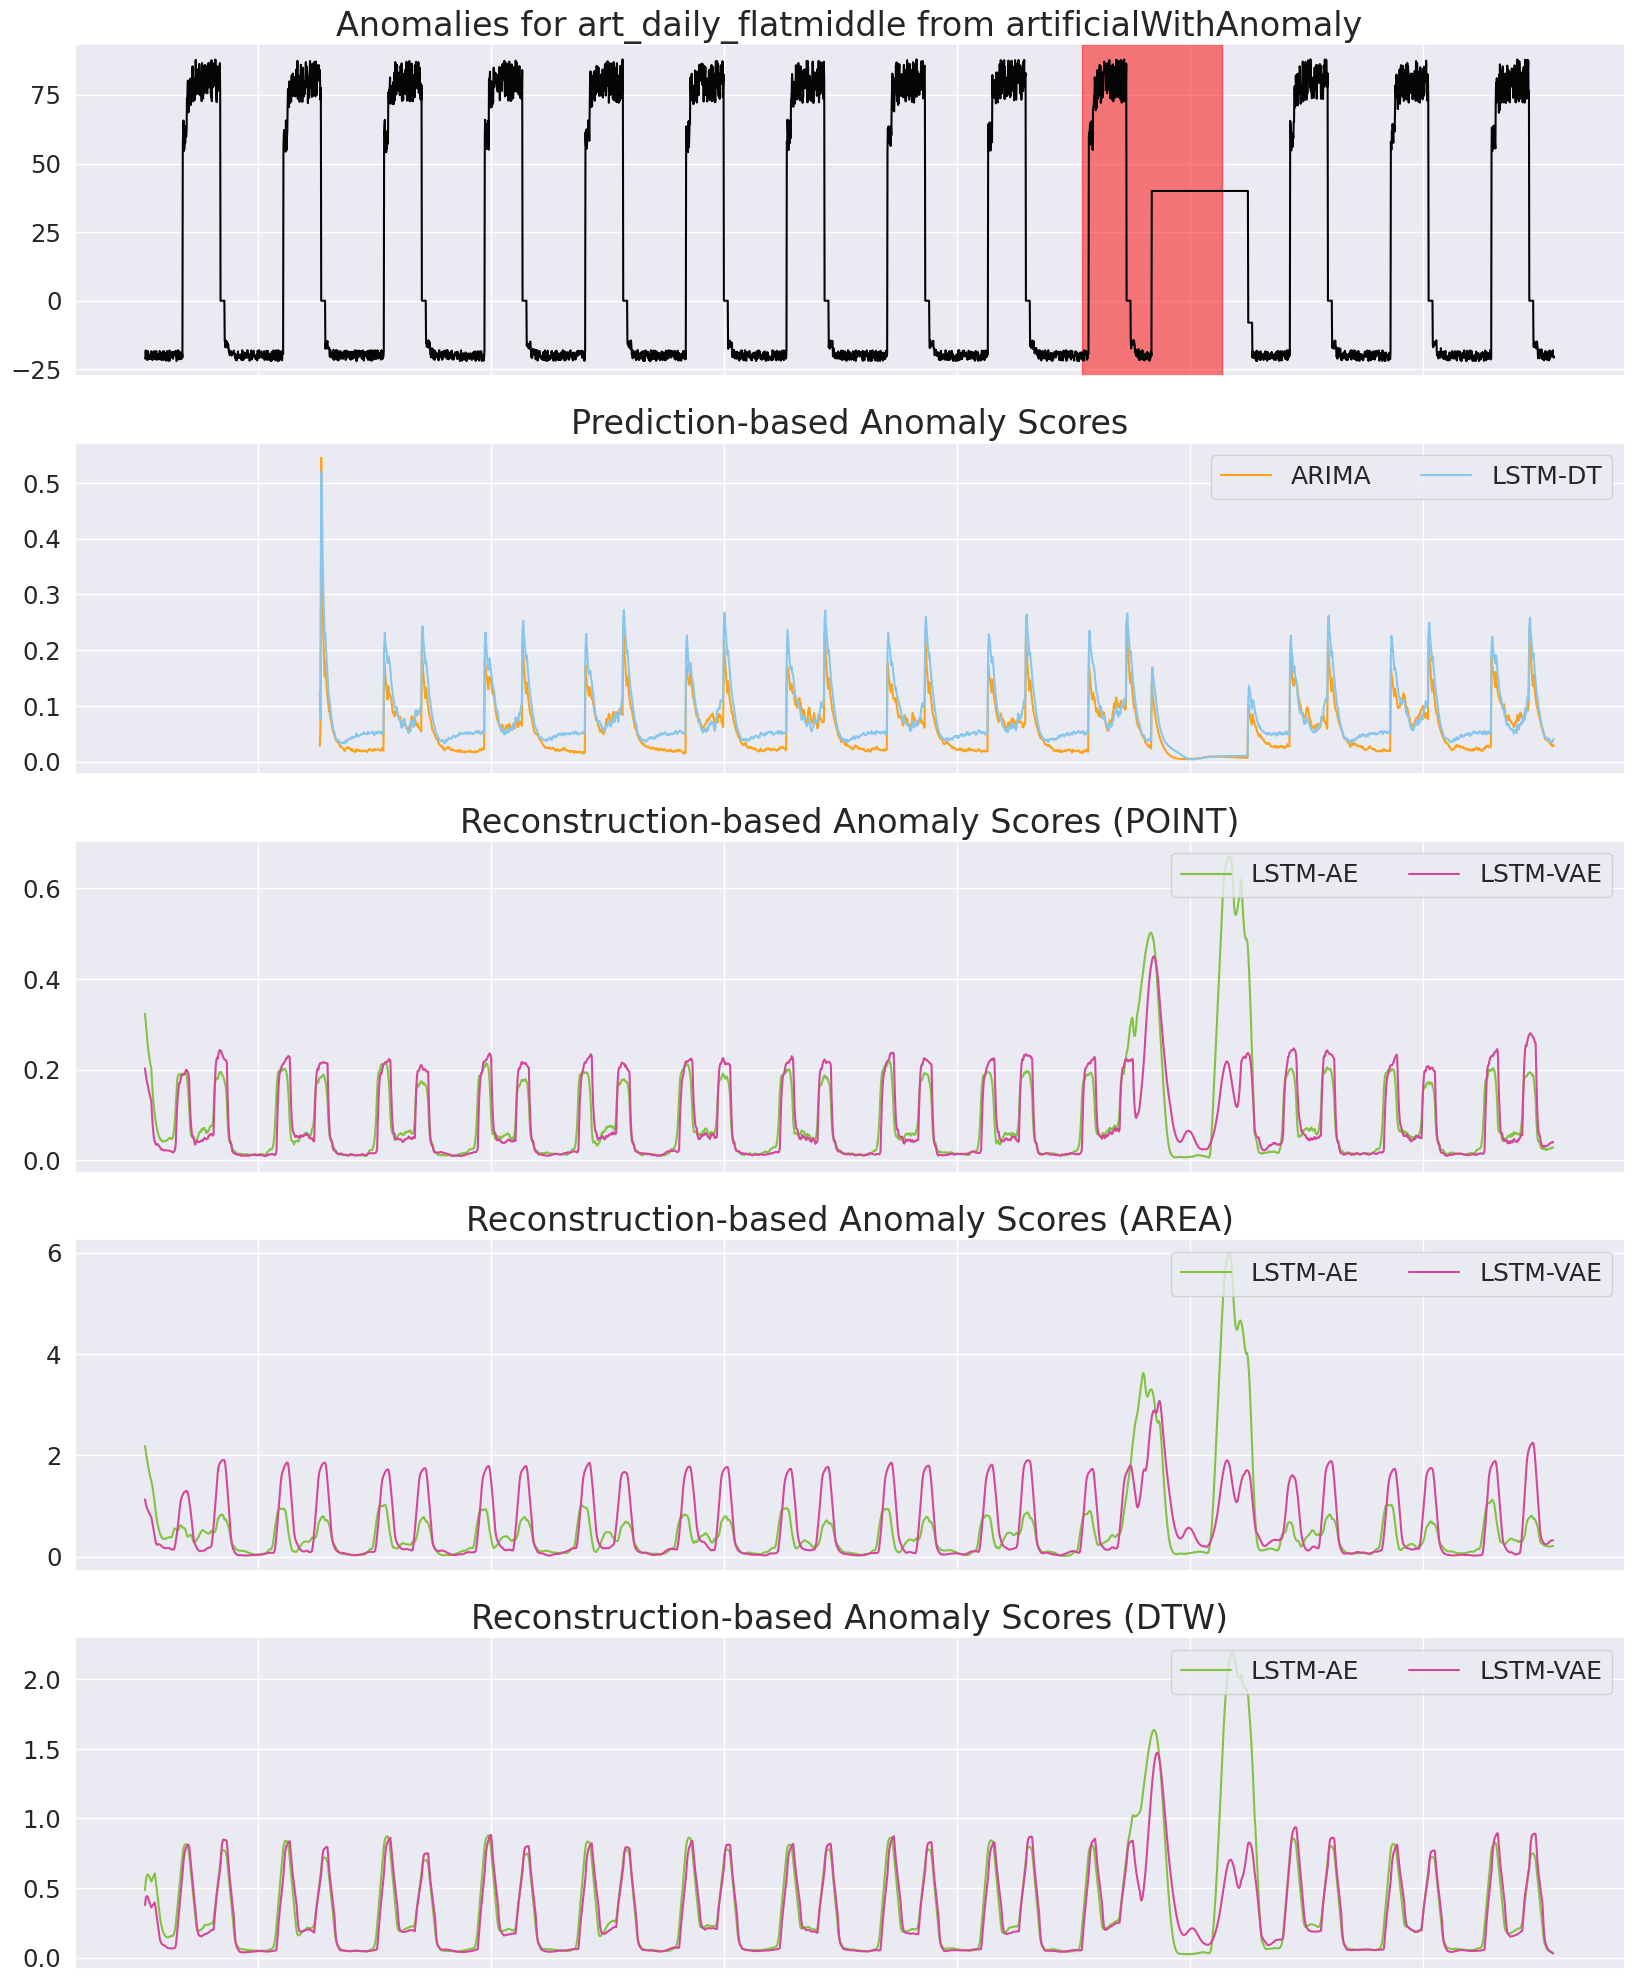 Anomalies for art_daily_flatmiddle from artificialWithAnomaly
75
50
25
0
−25
Prediction-based Anomaly Scores
ARIMA LSTM-DT
0.5
0.4
0.3
0.2
0.1
0.0
Reconstruction-based Anomaly Scores (POINT)
LSTM-AE LSTM-VAE
0.6
0.4
0.2
0.0
Reconstruction-based Anomaly Scores (AREA)
LSTM-AE LSTM-VAE
6
4
2
0
Reconstruction-based Anomaly Scores (DTW)
LSTM-AE LSTM-VAE
2.0
1.5
1.0
0.5
0.0